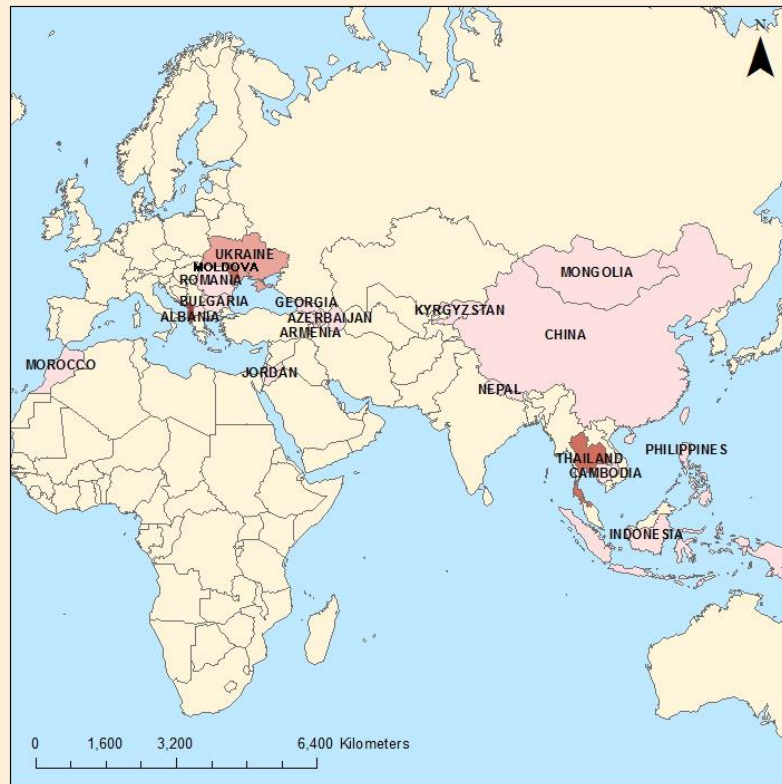 N
UKRAINE
MOLDOVA
ROMANIA
BULGARIA
ALBANIA
GEORGIA
AZERBAIJAN
ARMENIA
KYRGYZSTAN
MONGOLIA
CHINA
MOROCCO
JORDAN
NEPAL
THAILAND
CAMBODIA
PHILIPPINES
INDONESIA
0 1,600 3,200 6,400 Kilometers